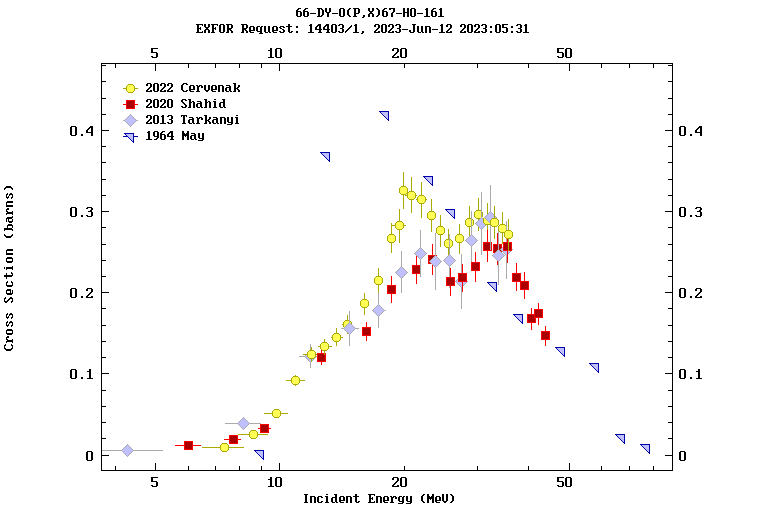 66-DY-0(P,X)67-HO-161
EXFOR Request: 14403/1, 2023-Jun-12 2023:05:31
5 10 20 50
2022 Cervenak
2020 Shahid
2013 Tarkanyi
1964 May
0.4 0.4
0.3 0.3
0.2 0.2
0.1 0.1
0 0
Cross Section (barns)
5 10 20 50
Incident Energy (MeV)